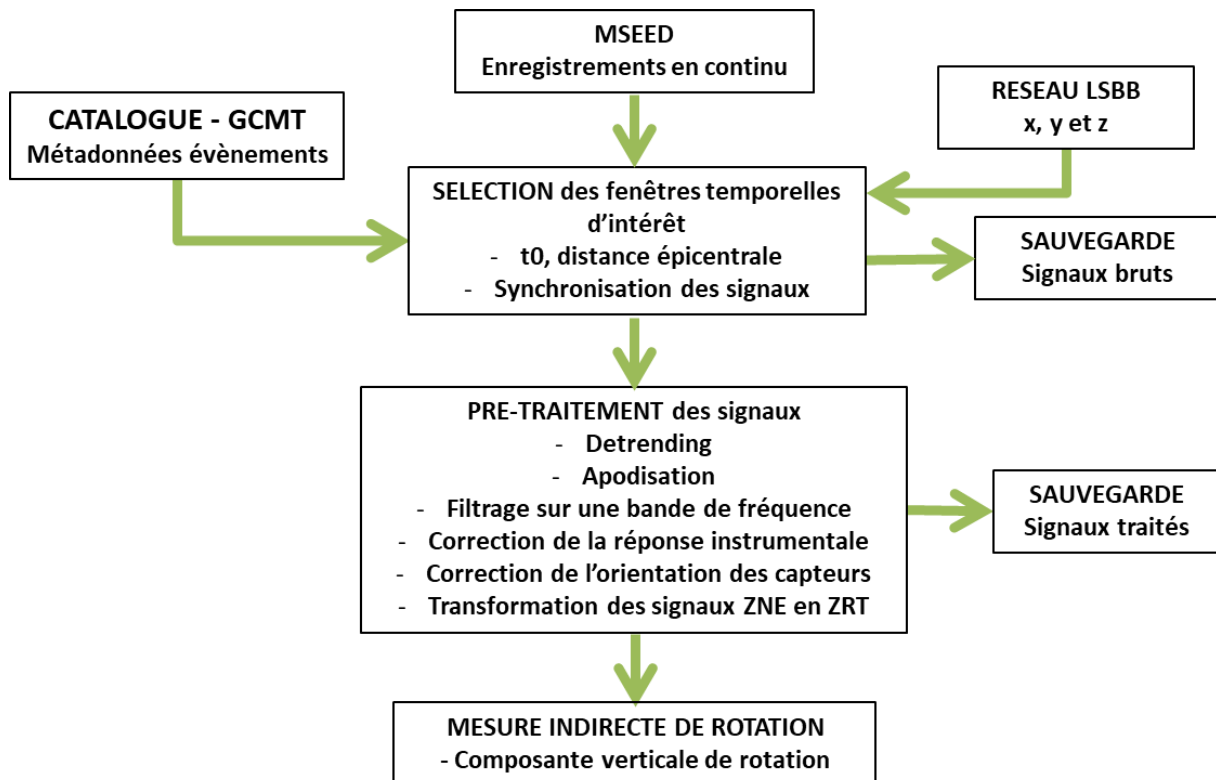 MSEED
Enregistrements en continu
CATALOGUE - GCMT
Métadonnées évènements
RESEAU LSBB
x, y et z
SELECTION des fenêtres temporelles
d’intérêt
- t0, distance épicentrale
- Synchronisation des signaux
SAUVEGARDE
Signaux bruts
PRE-TRAITEMENT des signaux
- Detrending
- Apodisation
- Filtrage sur une bande de fréquence
- Correction de la réponse instrumentale
- Correction de l’orientation des capteurs
- Transformation des signaux ZNE en ZRT
SAUVEGARDE
Signaux traités
MESURE INDIRECTE DE ROTATION
- Composante verticale de rotation